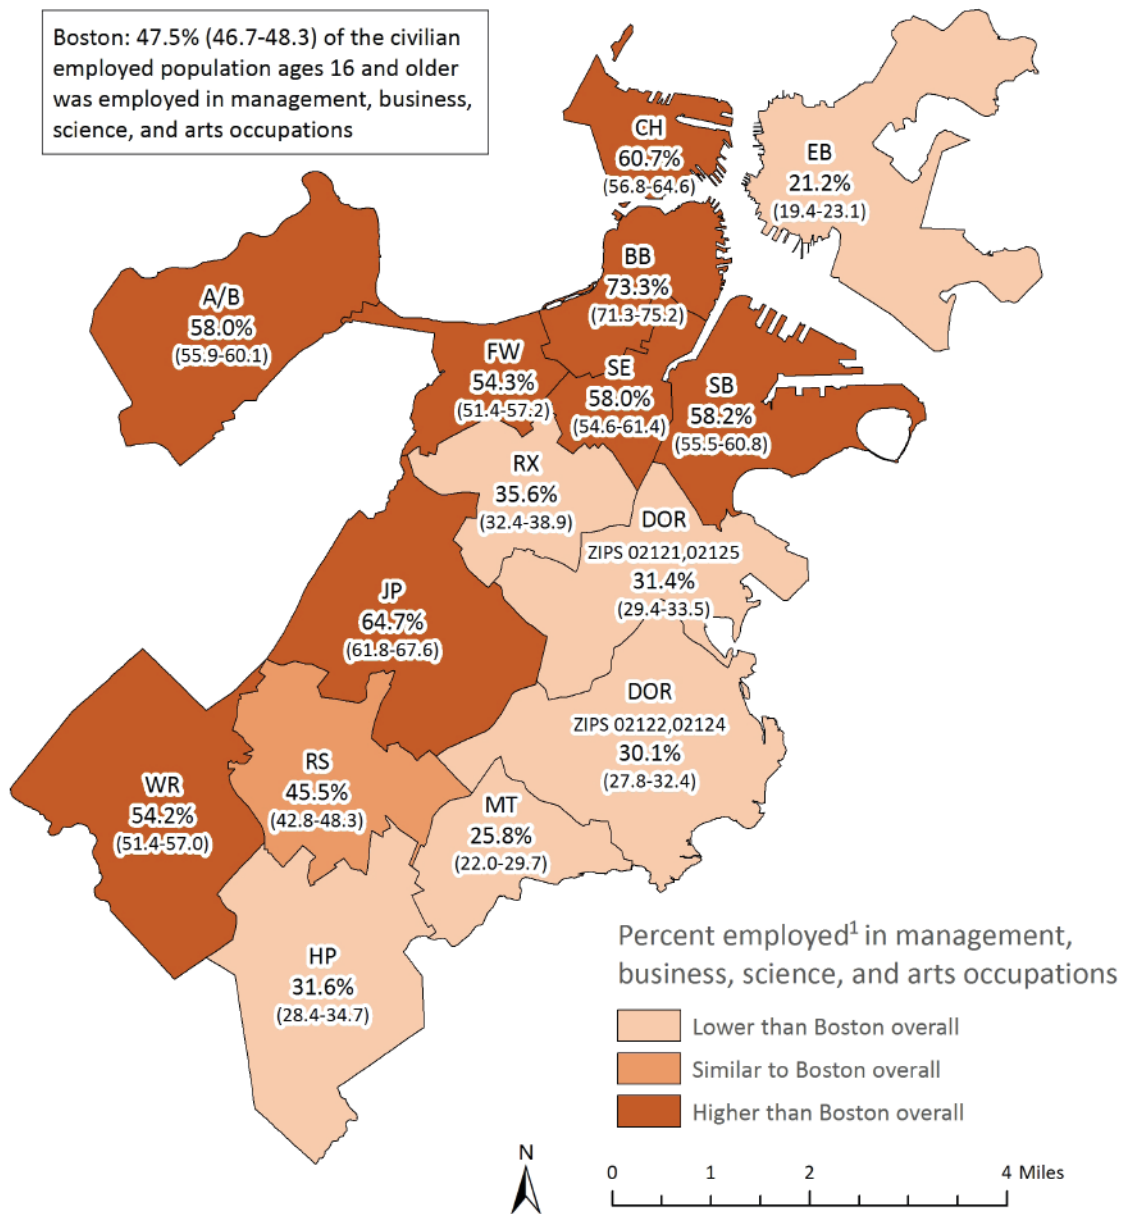 Boston: 47.5% (46.7-48.3) of the civilian
employed population ages 16 and older
was employed in management, business,
science, and arts occupations
CH
60.7%
(56.8-64.6)
EB
21.2%
(19.4-23.1)
BB
73.3%
(71.3-75.2)
A/B
58.0%
(55.9-60.1)
FW
54.3%
(51.4-57.2)
SE
58.0%
(54.6-61.4)
SB
58.2%
(55.5-60.8)
RX
35.6%
(32.4-38.9)
DOR
ZIPS 02121,02125
31.4%
(29.4-33.5)
JP
64.7%
(61.8-67.6)
DOR
ZIPS 02122,02124
30.1%
(27.8-32.4)
RS
45.5%
(42.8-48.3)
WR
54.2%
(51.4-57.0)
MT
25.8%
(22.0-29.7)
HP
31.6%
(28.4-34.7)
Percent employed¹ in management,
business, science, and arts occupations
Lower than Boston overall
Similar to Boston overall
Higher than Boston overall
N
0 1 2 4 Miles